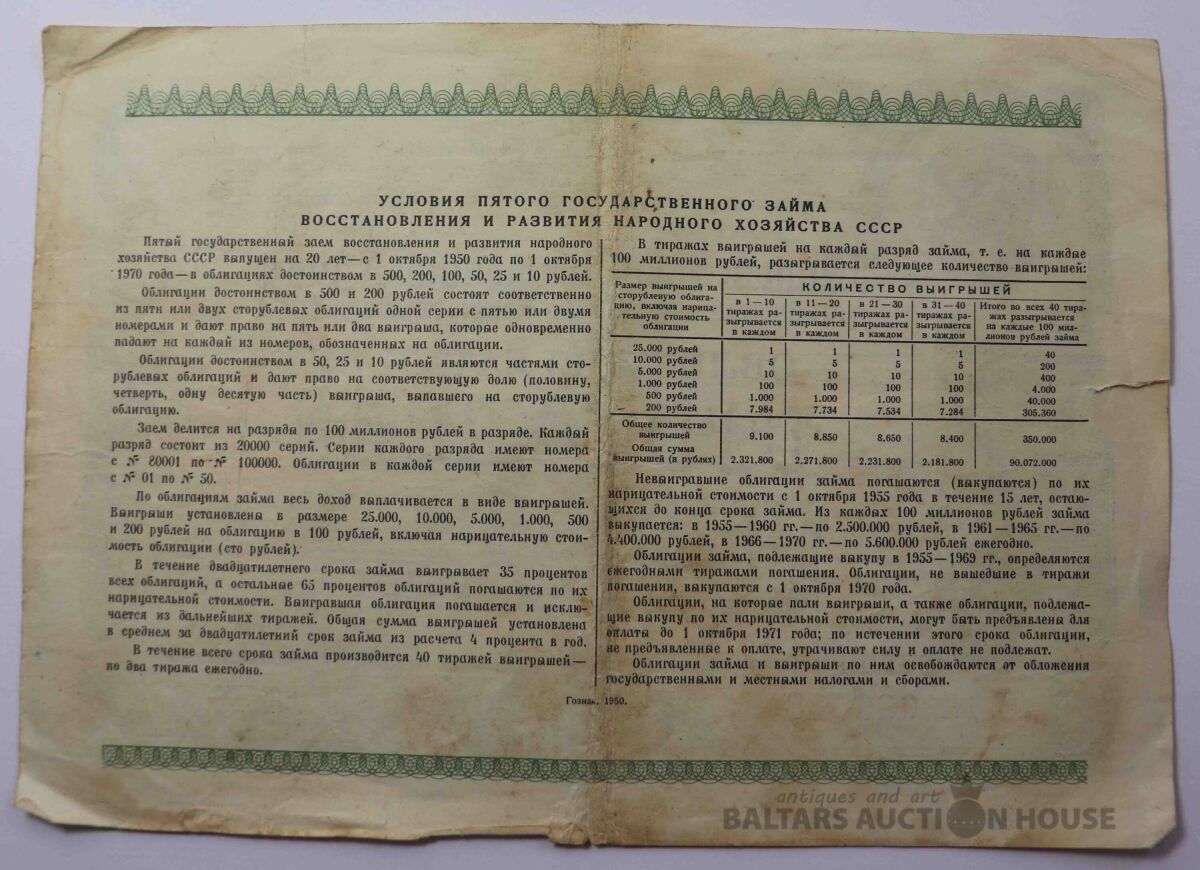 УСЛОВИЯ ПЯТОГО ГОСУДАРСТВЕННОГО ЗАЙМА
ВОССТАНОВЛЕНИЯ И РАЗВИТИЯ НАРОДНОГО ХОЗЯЙСТВА СССР
Пятый государственный заем восстановления и развития народного
хозяйства СССР выпущен на 20 лет—с 1 октября 1950 года по 1 октября
1970 года—в облигациях достоинством в 500, 200, 100, 50, 25 и 10 рублей.
Облигации достоинством в 500 и 200 рублей состоят соответственно
из пяти или двух сторублевых облигаций одной серии с пятью или двумя
номерами и дают право на пять или два выигрыша, которые одновременно
падают на каждый из номеров, обозначенных на облигации.
Облигации достоинством в 50, 25 и 10 рублей являются частями сто-
рублевых облигаций и дают право на соответствующую долю (половину,
четверть, одну десятую часть) выигрыша, выпавшего на сторублевую
облигацию.
Заем делится на разряды по 100 миллионов рублей в разряде. Каждый
разряд состоит из 20000 серий. Серии каждого разряда имеют номера
с № 80001 по № 100000. Облигации в каждой серии имеют номера
с № 01 по № 50.
По облигациям займа весь доход выплачивается в виде выигрышей.
Выигрыши установлены в размере 25.000, 10.000, 5.000, 1.000, 500
и 200 рублей на облигацию в 100 рублей, включая нарицательную стои-
мость облигации (сто рублей).
В течение двадцатилетнего срока займа выигрывает 35 процентов
всех облигаций, а остальные 65 процентов облигаций погашаются по их
нарицательной стоимости. Выигравшая облигация погашается и исклю-
чается из дальнейших тиражей. Общая сумма выигрышей установлена
в среднем за двадцатилетний срок займа из расчета 4 процента в год.
В течение всего срока займа производится 40 тиражей выигрышей—
по два тиража ежегодно.
В тиражах выигрышей на каждый разряд займа, т. е. на каждые
100 миллионов рублей, разыгрывается следующее количество выигрышей:
Размер выигрышей на
сторублевую облига-
цию, включая нарица-
тельную стоимость
облигации
КОЛИЧЕСТВО ВЫИГРЫШЕЙ
в 1—10
тиражах ра-
зыгрывается
в каждом
в 11—20
тиражах ра-
зыгрывается
в каждом
в 21—30
тиражах ра-
зыгрывается
в каждом
в 31—40
тиражах ра-
зыгрывается
в каждом
Итого во всех 40 тира-
жах разыгрывается
на каждые 100 мил-
лионов рублей займа
25.000 рублей 1 1 1 1 40
10.000 рублей 5 5 5 5 200
5.000 рублей 10 10 10 10 400
1.000 рублей 100 100 100 100 4.000
500 рублей 1.000 1.000 1.000 1.000 40.000
200 рублей 7.984 7.734 7.534 7.284 305.360
Общее количество
выигрышей 9.100 8.850 8.650 8.400 350.000
Общая сумма
выигрышей (в рублях) 2.321.800 2.271.800 2.231.800 2.181.800 90.072.000
Невыигравшие облигации займа погашаются (выкупаются) по их
нарицательной стоимости с 1 октября 1955 года в течение 15 лет, остаю-
щихся до конца срока займа. Из каждых 100 миллионов рублей займа
выкупается: в 1955—1960 гг.—по 2.500.000 рублей, в 1961—1965 гг.—по
4.400.000 рублей, в 1966—1970 гг.—по 5.600.000 рублей ежегодно.
Облигации займа, подлежащие выкупу в 1955—1969 гг., определяются
ежегодными тиражами погашения. Облигации, не вышедшие в тиражи
погашения, выкупаются с 1 октября 1970 года.
Облигации, на которые пали выигрыши, а также облигации, подлежа-
щие выкупу по их нарицательной стоимости, могут быть предъявлены для
оплаты до 1 октября 1971 года; по истечении этого срока облигации,
не предъявленные к оплате, утрачивают силу и оплате не подлежат.
Облигации займа и выигрыши по ним освобождаются от обложения
государственными и местными налогами и сборами.
Гознак. 1950.
antiques and art
BALTARS AUCTION HOUSE